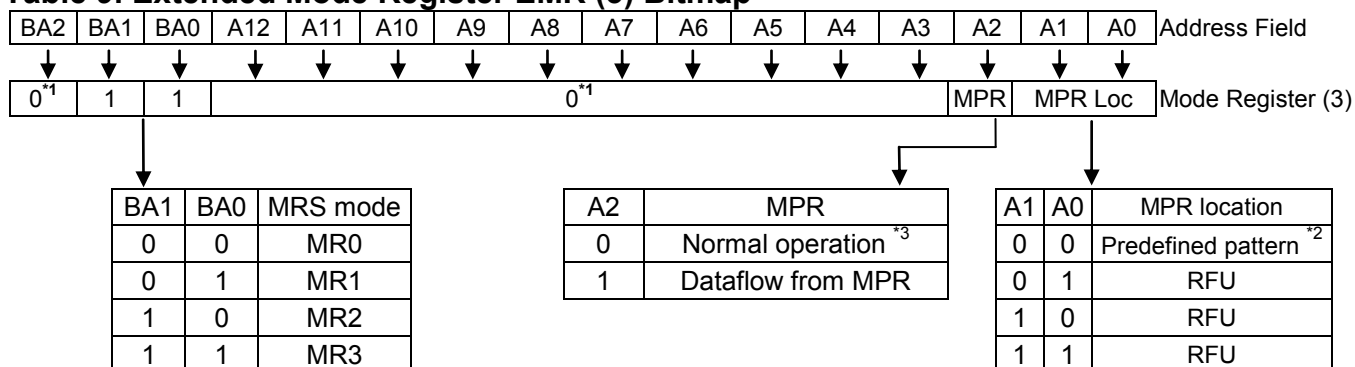 Table 9. Extended Mode Register EMR (3) Bitmap
BA2 BA1 BA0 A12 A11 A10 A9 A8 A7 A6 A5 A4 A3 A2 A1 A0 Address Field
0*1 1 1 0*1 MPR MPR Loc Mode Register (3)
BA1 BA0 MRS mode
0 0 MR0
0 1 MR1
1 0 MR2
1 1 MR3
A2 MPR
0 Normal operation *3
1 Dataflow from MPR
A1 A0 MPR location
0 0 Predefined pattern *2
0 1 RFU
1 0 RFU
1 1 RFU